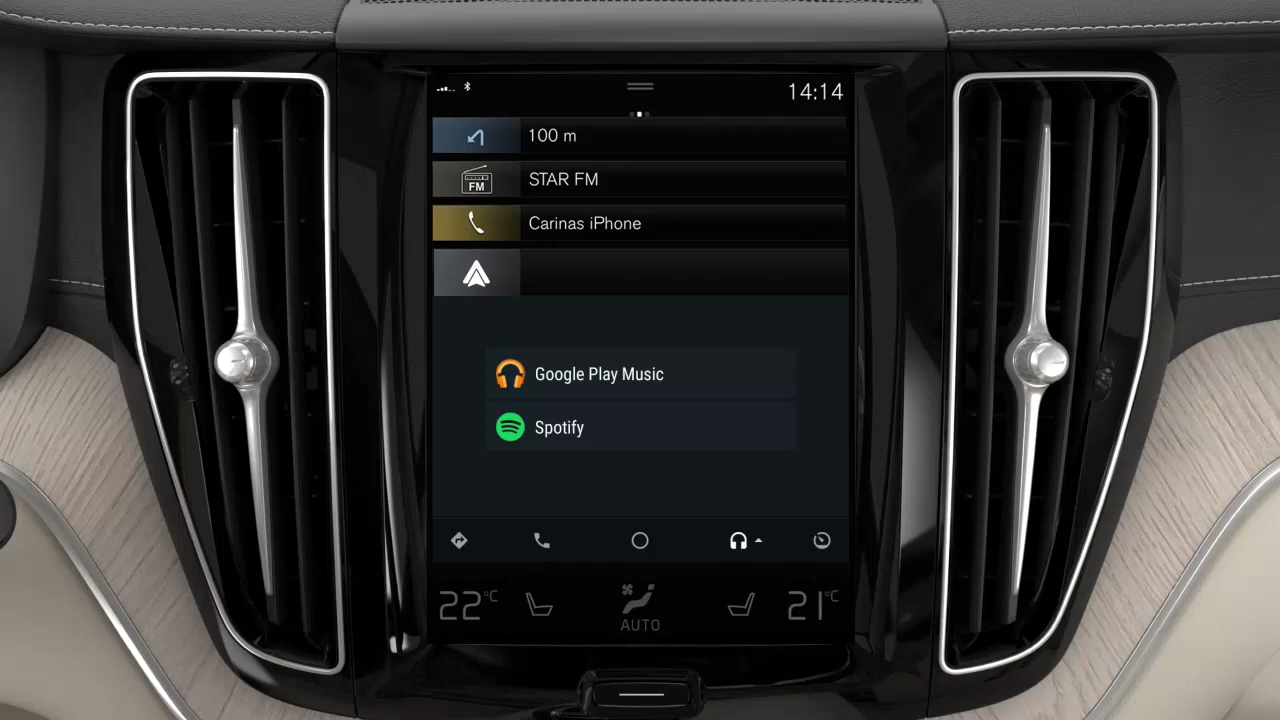 14:14
100 m
FM
STAR FM
Carinas iPhone
Google Play Music
Spotify
22°C
AUTO
21°C